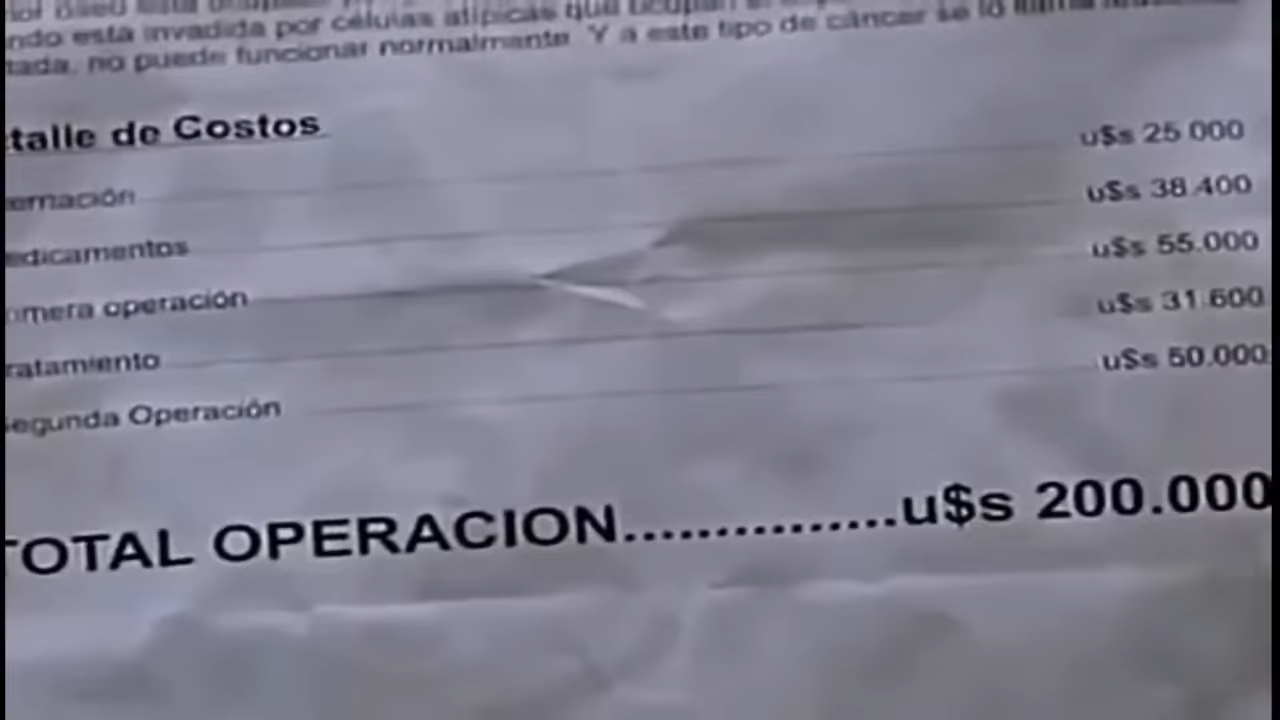 está invadida por células atípicas que ocupan el
no puede funcionar normalmente. Y a este tipo de cáncer se lo llama
talle de Costos
ernación u$s 25.000
edicamentos u$s 38.400
imera operación u$s 55.000
ratamiento u$s 31.600
egunda Operación u$s 50.000
TOTAL OPERACION...............u$s 200.000